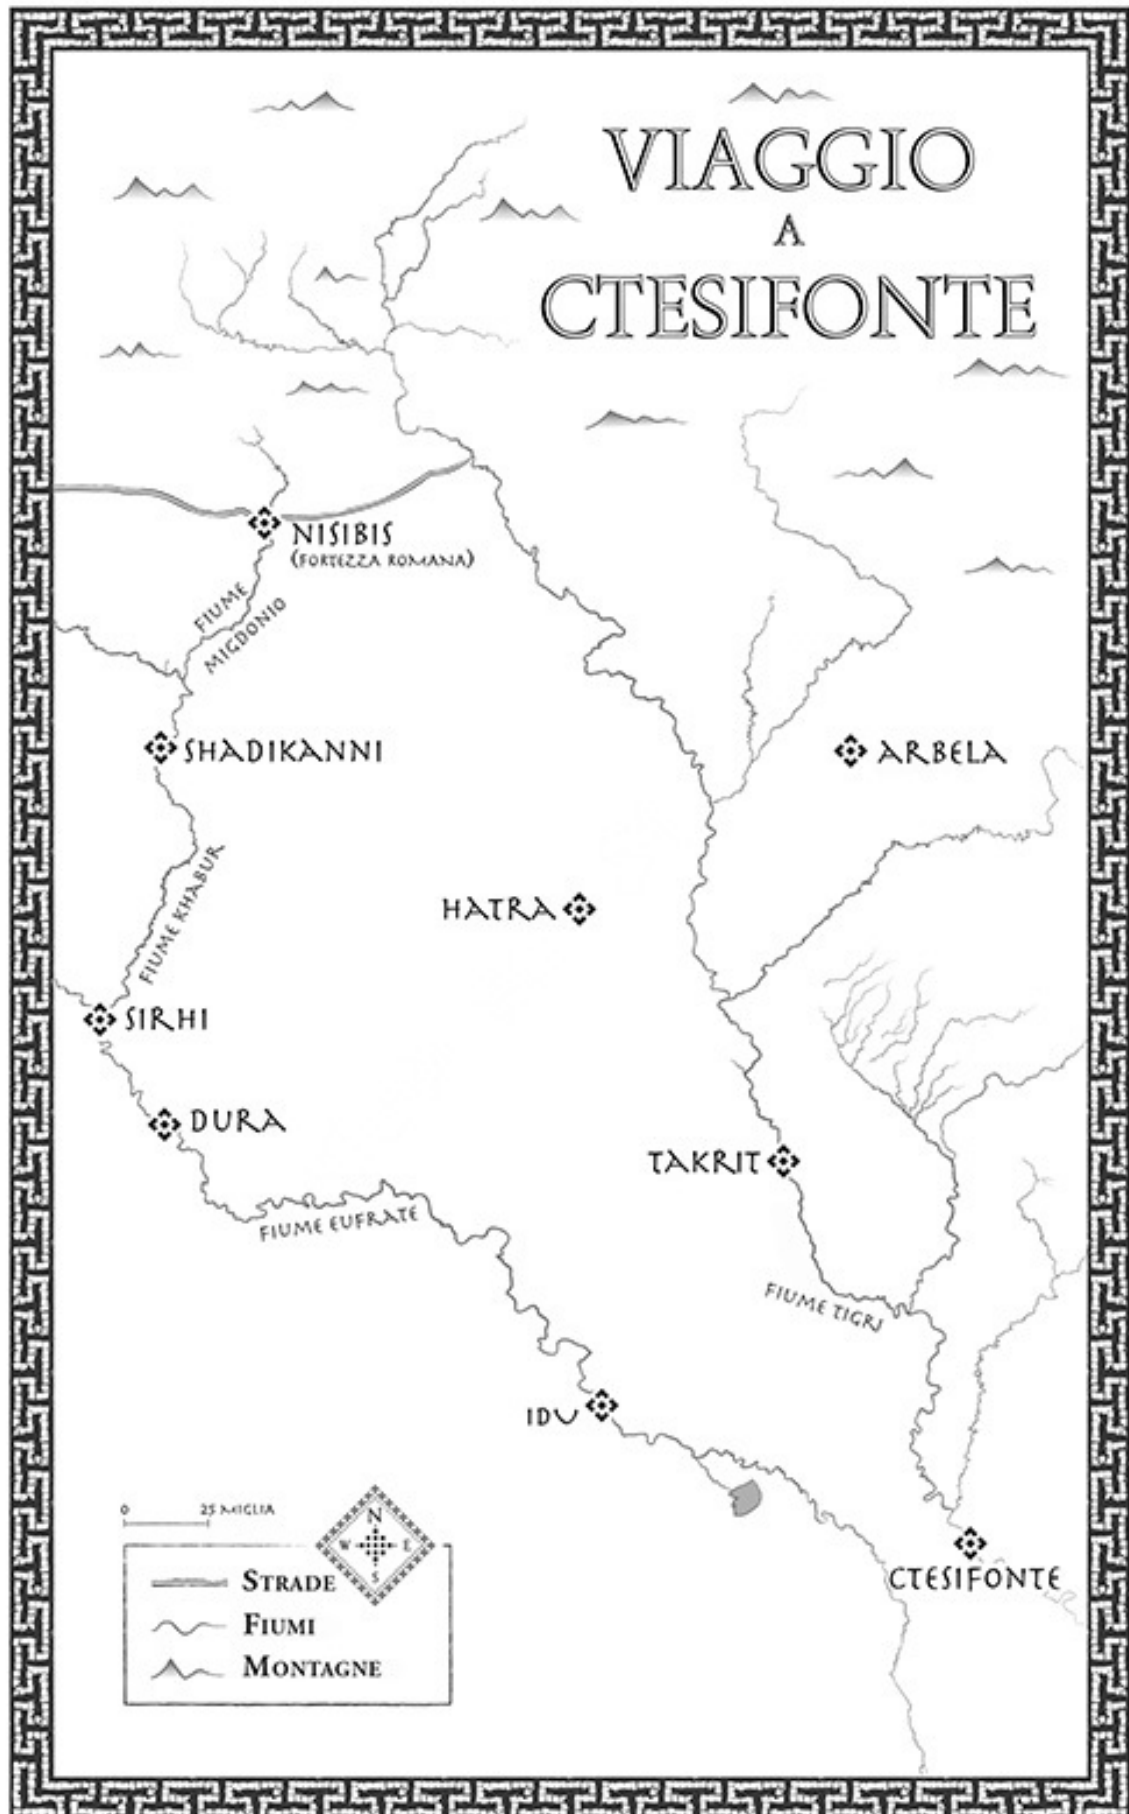 VIAGGIO
A
CTESIFONTE
NISIBIS
(FORTEZZA ROMANA)
FIUME
MIGDONIO
SHADIKANNI
ARBELA
FIUME KHABUR
HATRA
SIRHI
DURA
TAKRIT
FIUME EUFRATE
FIUME TIGRI
IDU
0 25 MIGLIA
N
W E
S
CTESIFONTE
STRADE
FIUMI
MONTAGNE